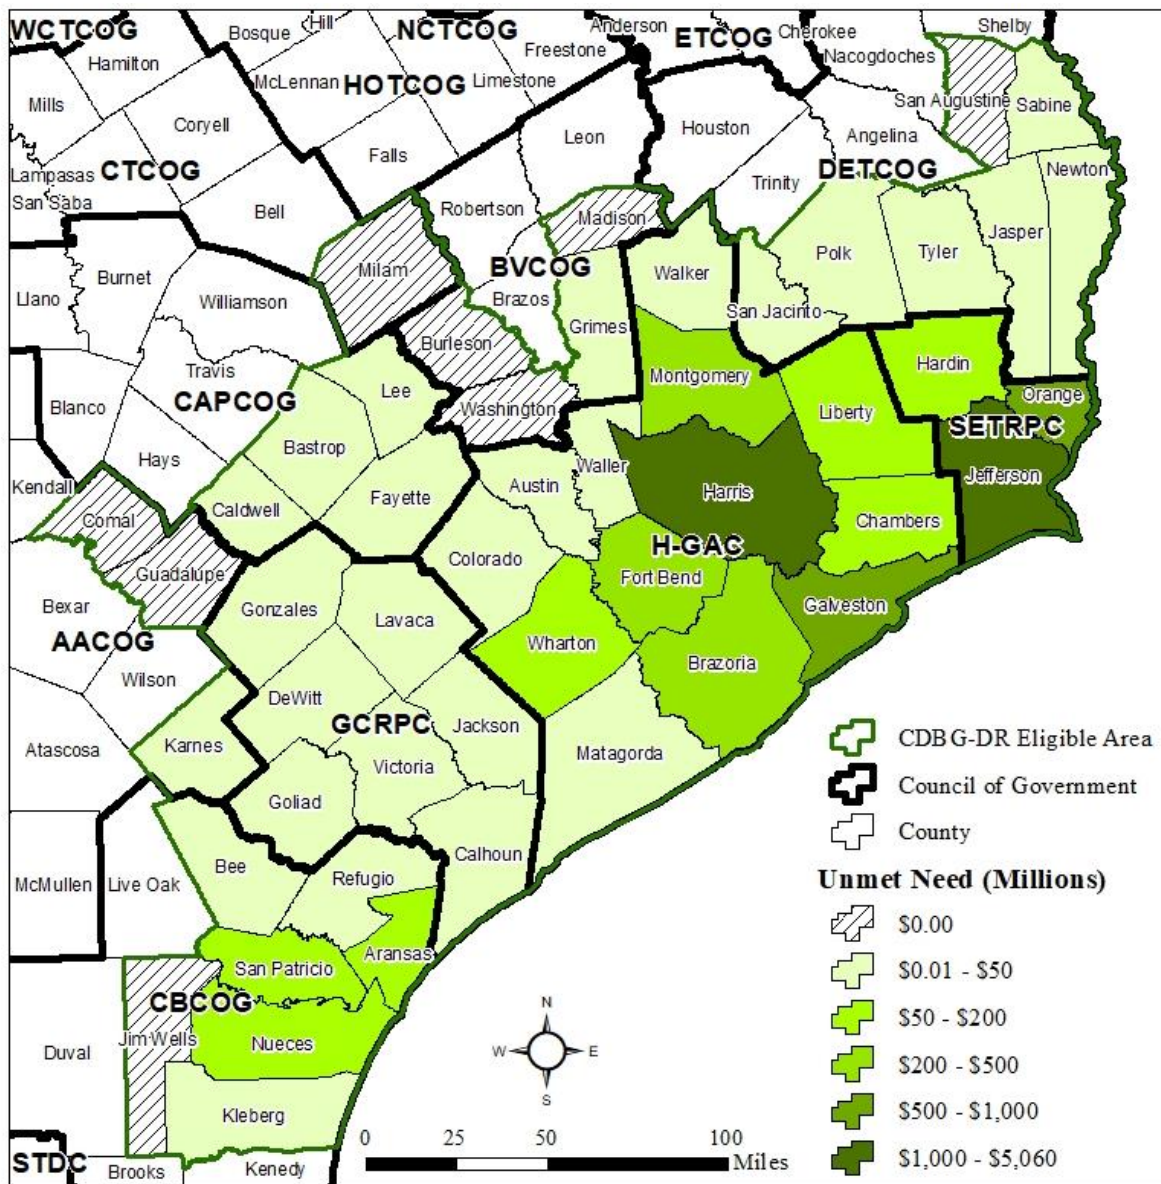 WCTCOG
Hamilton
Bosque
Hill
NCTCOG
Anderson
Freestone
ETCOG
Cherokee
Shelby
Nacogdoches
McLennan
HOTCOG
Limestone
Mills
Coryell
San Augustine
Sabine
Leon
Houston
Angelina
Falls
Lampasas
CTCOG
San Saba
Bell
Trinity
DETCOG
Newton
Robertson
Madison
Jasper
Burnet
Milam
BVCOG
Walker
Polk
Tyler
Llano
Williamson
Brazos
San Jacinto
Grimes
Burleson
Hardin
Travis
Montgomery
Blanco
CAPCOG
Lee
Washington
Liberty
Orange
SETRPC
Bastrop
Hays
Waller
Jefferson
Kendall
Austin
Harris
Caldwell
Fayette
Comal
Chambers
H-GAC
Colorado
Guadalupe
Fort Bend
Bexar
Gonzales
Lavaca
Galveston
AACOG
Wharton
Brazoria
Wilson
DeWitt
GCRPC
Jackson
Karnes
Atascosa
Victoria
Matagorda
Goliad
Calhoun
Bee
Refugio
McMullen
Live Oak
Aransas
San Patricio
CBCOG
Jim Wells
Duval
Nueces
Kleberg
STDC
Brooks
Kenedy
CDBG-DR Eligible Area
Council of Government
County
Unmet Need (Millions)
$0.00
$0.01 - $50
$50 - $200
$200 - $500
$500 - $1,000
$1,000 - $5,060
N
W E
S
0 25 50 100
Miles